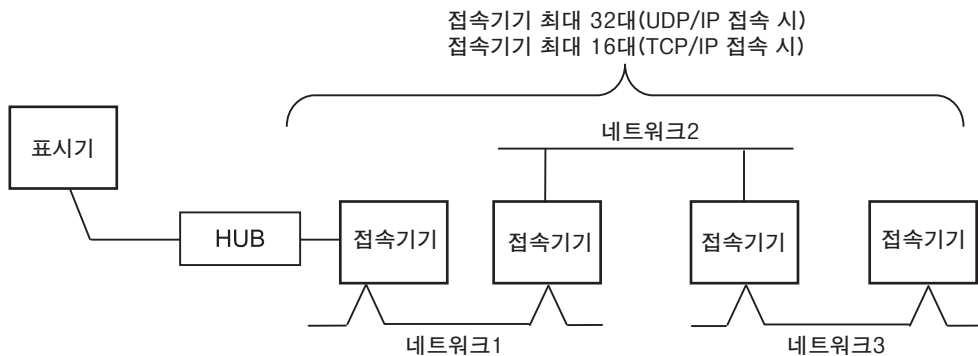 접속기기 최대 32대(UDP/IP 접속 시)
접속기기 최대 16대(TCP/IP 접속 시)
네트워크2
표시기
HUB
접속기기
접속기기
접속기기
접속기기
네트워크1
네트워크3